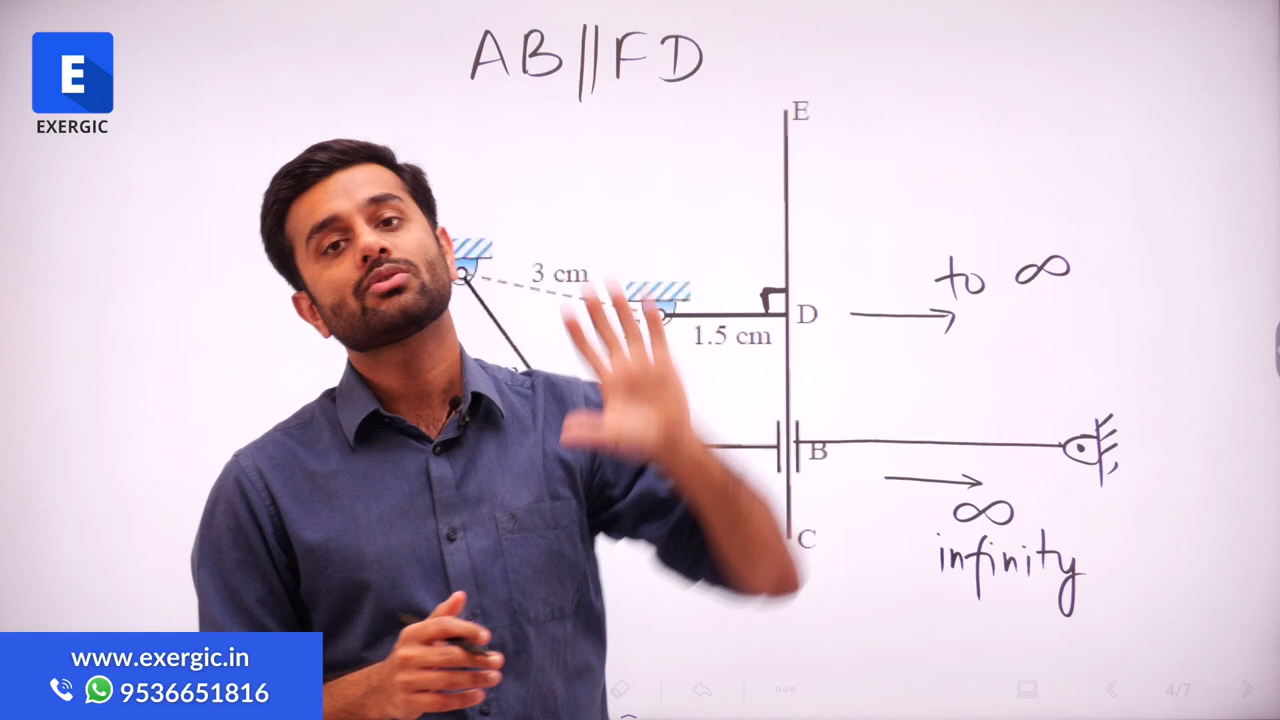 AB||FD
E
EXERGIC
E
3 cm
to ∞
D
1.5 cm
B
∞
infinity
C
www.exergic.in
9536651816
4/7